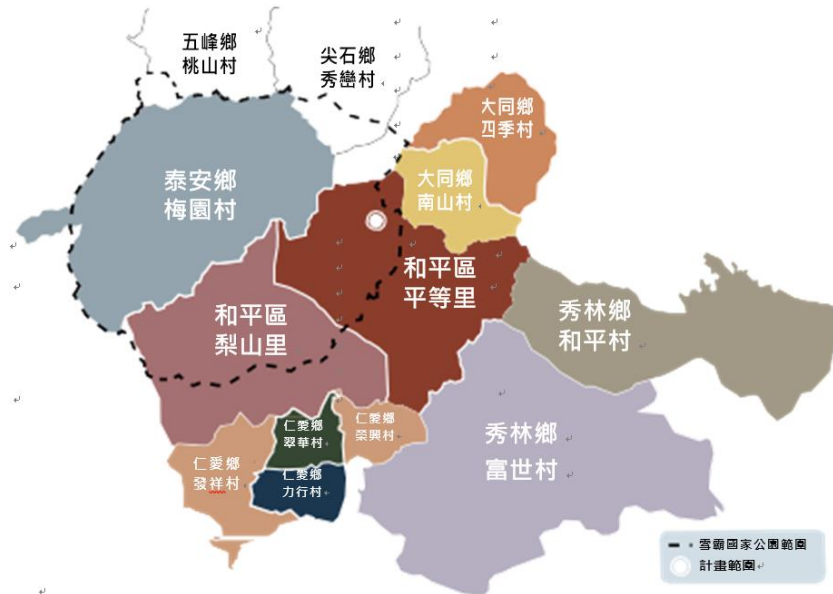 五峰鄉
桃山村
尖石鄉
秀巒村
大同鄉
四季村
泰安鄉
梅園村
大同鄉
南山村
和平區
平等里
和平區
梨山里
秀林鄉
和平村
仁愛鄉
翠華村
仁愛鄉
榮興村
秀林鄉
富世村
仁愛鄉
發祥村
仁愛鄉
力行村
雪霸國家公園範圍
計畫範圍